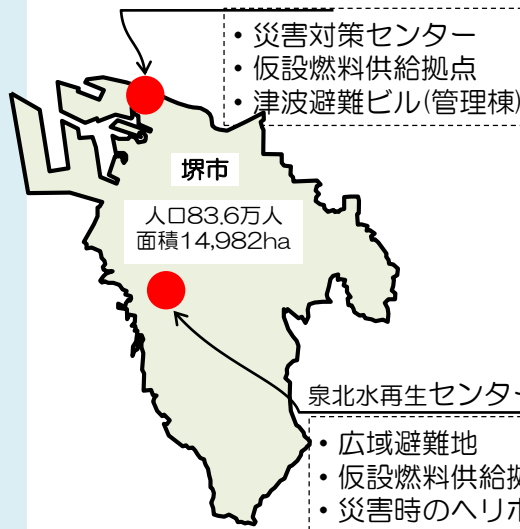 ・災害対策センター
・仮設燃料供給拠点
・津波避難ビル(管理棟)
堺市
人口83.6万人
面積14,982ha
泉北水再生センター
・広域避難地
・仮設燃料供給拠
・災害時のヘリポ